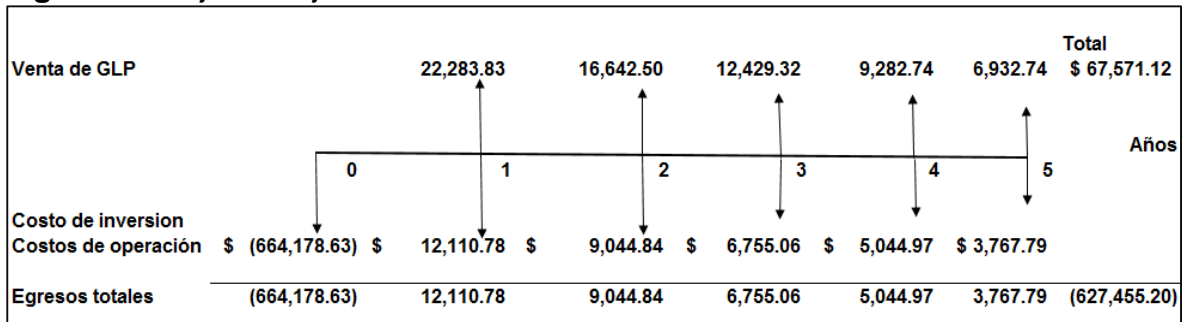 Total
Venta de GLP 22,283.83 16,642.50 12,429.32 9,282.74 6,932.74 $ 67,571.12
Años
0 1 2 3 4 5
Costo de inversion
Costos de operación $ (664,178.63) $ 12,110.78 $ 9,044.84 $ 6,755.06 $ 5,044.97 $ 3,767.79
Egresos totales (664,178.63) 12,110.78 9,044.84 6,755.06 5,044.97 3,767.79 (627,455.20)